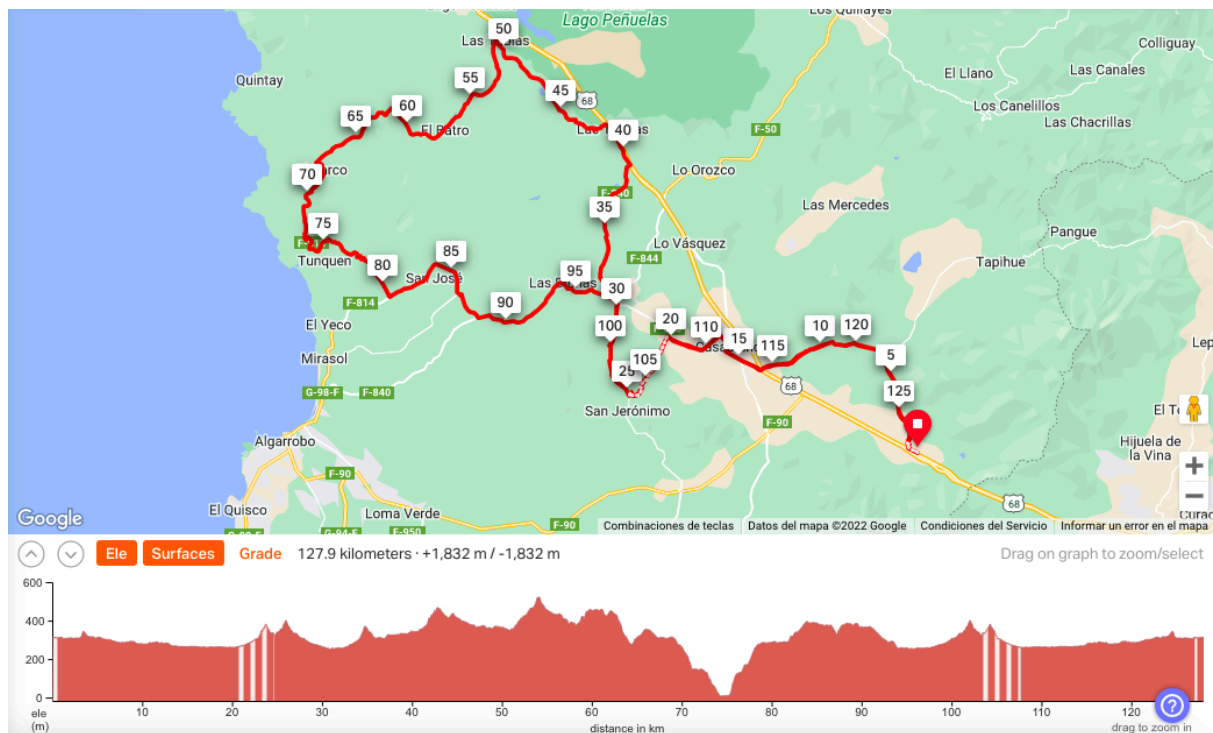 Lago Peñuelas
Los Quillayes
50
Colliguay
Las
Quintay
55
El Llano
Las Canales
45
68
60
Los Canelillos
65
El Batro
40
F-50
Las Chacrillas
70
Lo Orozco
35
Las Mercedes
75
Lo Vásquez
Pangue
Tunquen
85
F-844
Tapihue
80
San José
95
F-814
90
30
El Yeco
100
20
110
15
115
10
120
5
Mirasol
105
25
G-98-F
F-840
San Jerónimo
68
125
F-90
Algarrobo
Hijuela de
la Vina
F-90
El Quisco
Loma Verde
68
F-90
F-950
Google
Combinaciones de teclas
Datos del mapa ©2022 Google
Condiciones del Servicio
Informar un error en el mapa
Ele
Surfaces
Grade
127.9 kilometers · +1,832 m / -1,832 m
Drag on graph to zoom/select
600
400
200
0
ele
(m)
10
20
30
40
50
60
70
80
90
100
110
120
distance in km
drag to zoom in
?